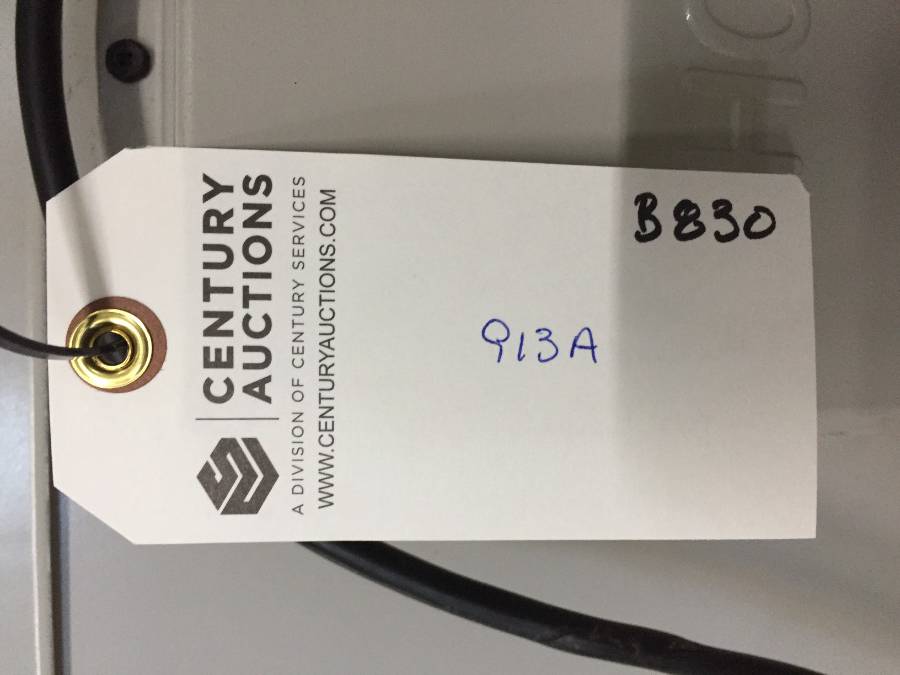 CENTURY
AUCTIONS
A DIVISION OF CENTURY SERVICES
WWW.CENTURYAUCTIONS.COM
B830
913A